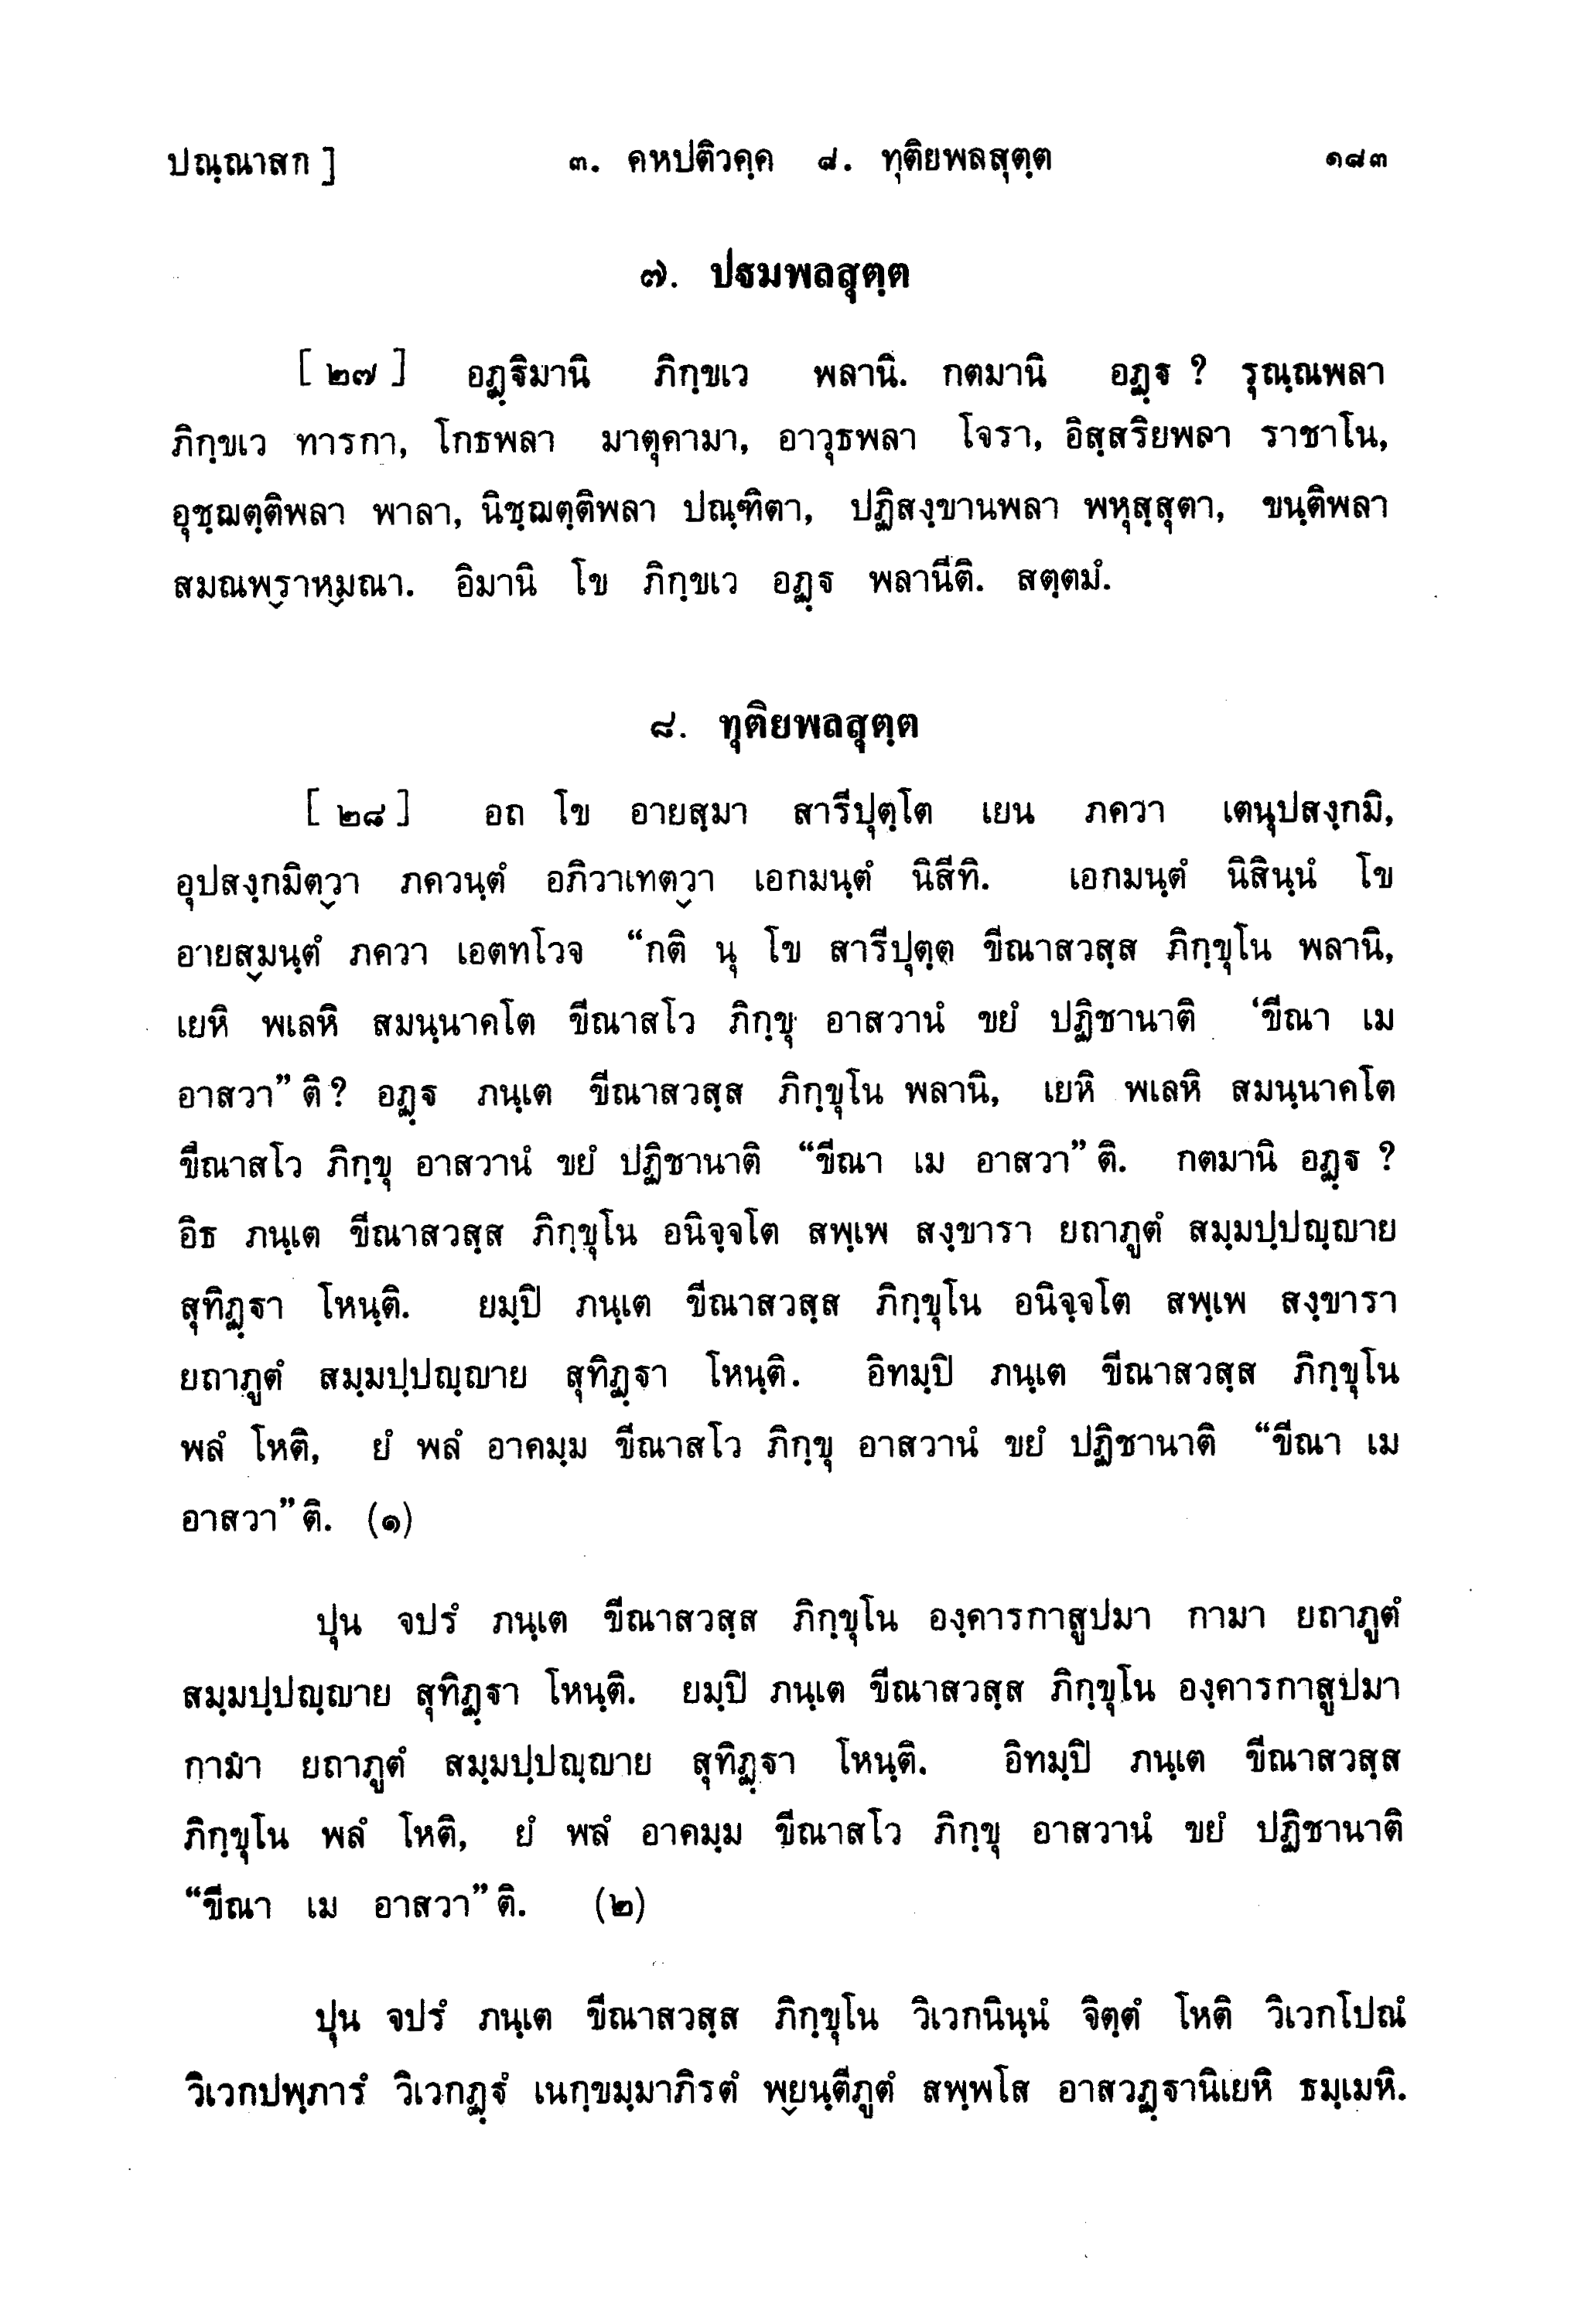 ปณฺณาสก ] ๓. คหปติวคฺค ๘. ทุติยพลสุตฺต ๑๘๓
๗. ปฐมพลสุตฺต
[ ๒๗ ] อฏฺฐิมานิ ภิกฺขเว พลานิ. กตมานิ อฏฺฐ ? รุณฺณพลา
ภิกฺขเว ทารกา, โกธพลา มาตุคามา, อาวุธพลา โจรา, อิสฺสริยพลา ราชาโน,
อุชฺฌตฺติพลา พาลา, นิชฺฌตฺติพลา ปณฺฑิตา, ปฏิสงฺขานพลา พหุสฺสุตา, ขนฺติพลา
สมณพฺราหฺมณา. อิมานิ โข ภิกฺขเว อฏฺฐ พลานีติ. สตฺตมํ.
๘. ทุติยพลสุตฺต
[ ๒๘ ] อถ โข อายสฺมา สารีปุตฺโต เยน ภควา เตนุปสงฺกมิ,
อุปสงฺกมิตฺวา ภควนฺตํ อภิวาเทตฺวา เอกมนฺตํ นิสีทิ. เอกมนฺตํ นิสินฺนํ โข
อายสฺมนฺตํ ภควา เอตทโวจ “กติ นุ โข สารีปุตฺต ขีณาสวสฺส ภิกฺขุโน พลานิ,
เยหิ พเลหิ สมนฺนาคโต ขีณาสโว ภิกฺขุ อาสวานํ ขยํ ปฏิชานาติ ‘ขีณา เม
อาสวา” ติ ? อฏฺฐ ภนฺเต ขีณาสวสฺส ภิกฺขุโน พลานิ, เยหิ พเลหิ สมนฺนาคโต
ขีณาสโว ภิกฺขุ อาสวานํ ขยํ ปฏิชานาติ “ขีณา เม อาสวา” ติ. กตมานิ อฏฺฐ ?
อิธ ภนฺเต ขีณาสวสฺส ภิกฺขุโน อนิจฺจโต สพฺเพ สงฺขารา ยถาภูตํ สมฺมปฺปญฺญาย
สุทิฏฺฐา โหนฺติ. ยมฺปิ ภนฺเต ขีณาสวสฺส ภิกฺขุโน อนิจฺจโต สพฺเพ สงฺขารา
ยถาภูตํ สมฺมปฺปญฺญาย สุทิฏฺฐา โหนฺติ. อิทมฺปิ ภนฺเต ขีณาสวสฺส ภิกฺขุโน
พลํ โหติ, ยํ พลํ อาคมฺม ขีณาสโว ภิกฺขุ อาสวานํ ขยํ ปฏิชานาติ “ขีณา เม
อาสวา” ติ. (๑)
ปุน จปรํ ภนฺเต ขีณาสวสฺส ภิกฺขุโน องฺคารกาสูปมา กามา ยถาภูตํ
สมฺมปฺปญฺญาย สุทิฏฺฐา โหนฺติ. ยมฺปิ ภนฺเต ขีณาสวสฺส ภิกฺขุโน องฺคารกาสูปมา
กามา ยถาภูตํ สมฺมปฺปญฺญาย สุทิฏฺฐา โหนฺติ. อิทมฺปิ ภนฺเต ขีณาสวสฺส
ภิกฺขุโน พลํ โหติ, ยํ พลํ อาคมฺม ขีณาสโว ภิกฺขุ อาสวานํ ขยํ ปฏิชานาติ
“ขีณา เม อาสวา” ติ. (๒)
ปุน จปรํ ภนฺเต ขีณาสวสฺส ภิกฺขุโน วิเวกนินฺนํ จิตฺตํ โหติ วิเวกโปณํ
วิเวกปพฺภารํ วิเวกฏฺฐํ เนกฺขมฺมาภิรตํ พฺยนฺตีภูตํ สพฺพโส อาสวฏฺฐานิเยหิ ธมฺเมหิ.